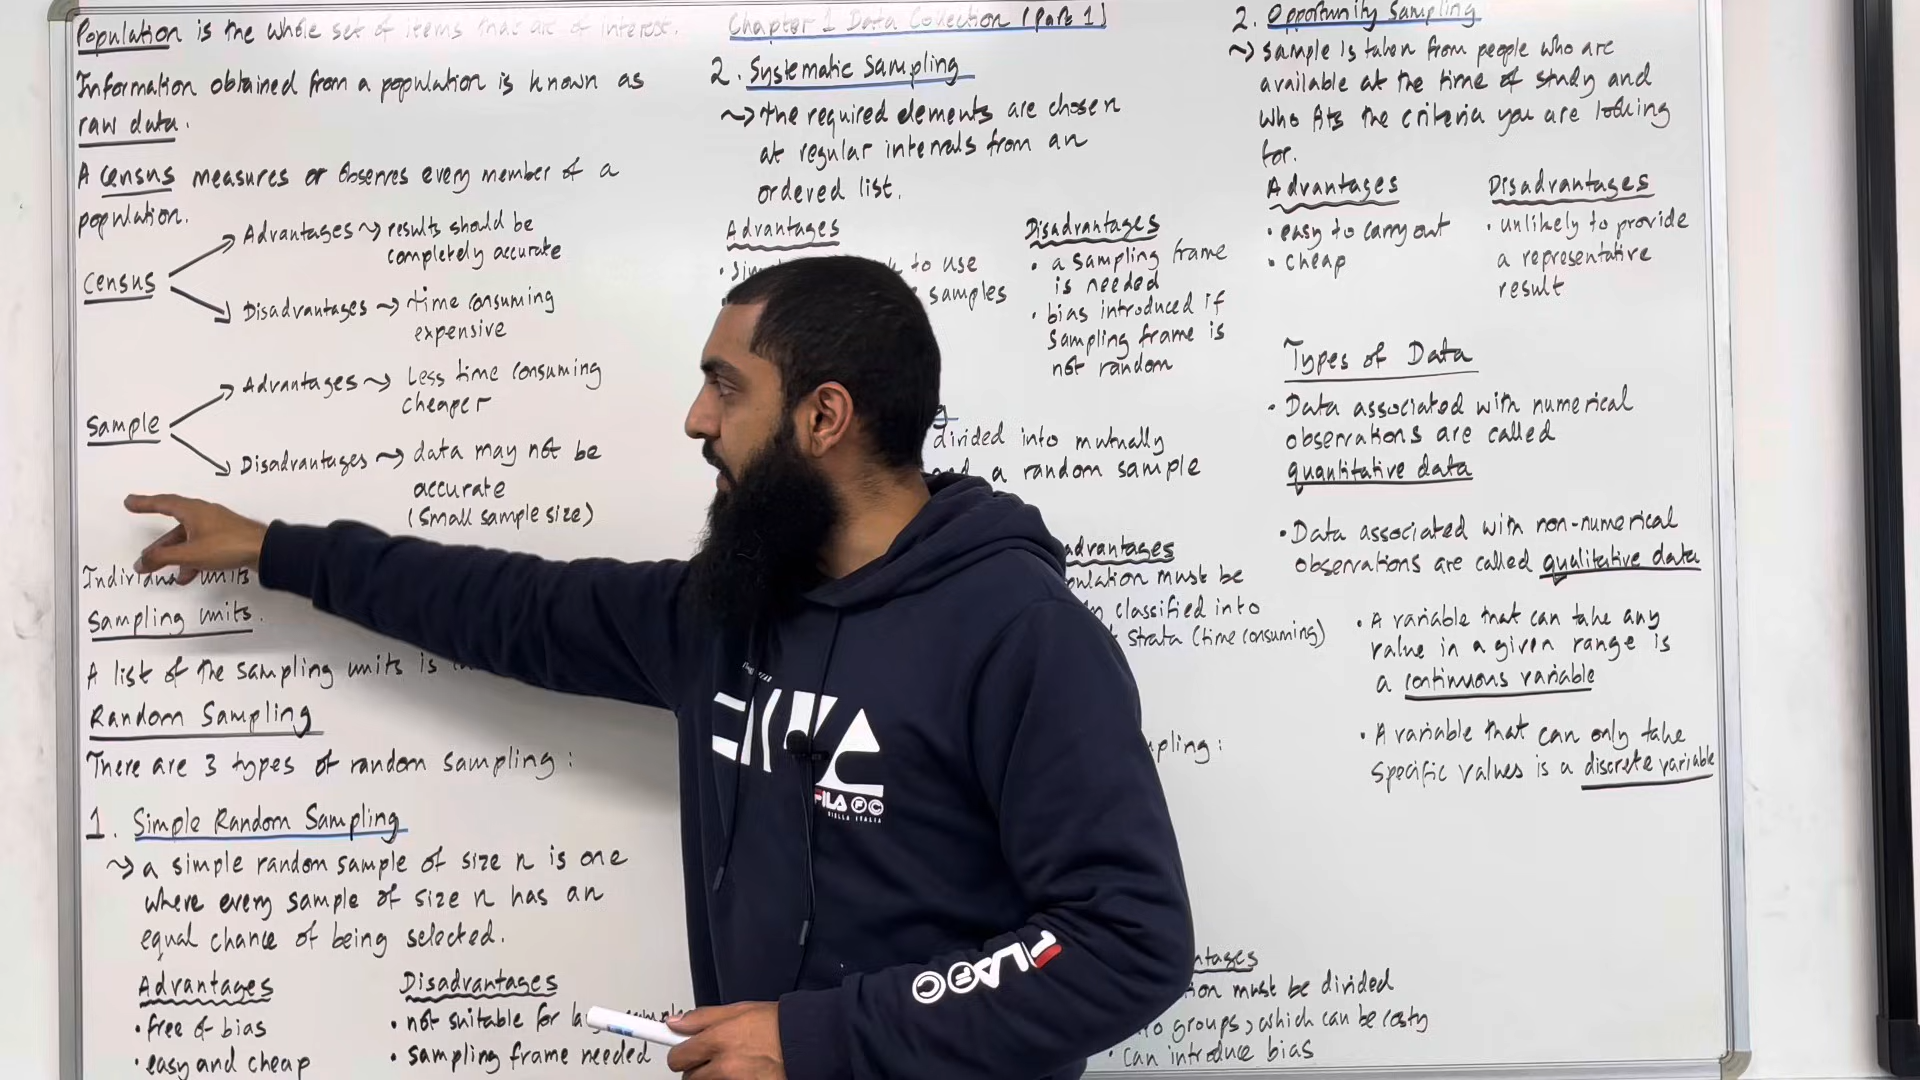 Population is the whole set of items that are of interest.
Information obtained from a population is known as
raw data.
A census measures or observes every member of a
population.
Census
Advantages
results should be
completely accurate
Disadvantages
time consuming
expensive
Sample
Advantages
Less time consuming
cheaper
Disadvantages
data may not be
accurate
(small sample size)
units
Sampling units.
A list of the sampling units is
Random Sampling
There are 3 types of random sampling:
1. Simple Random Sampling
a simple random sample of size n is one
where every sample of size n has an
equal chance of being selected.
Advantages
• free of bias
• easy and cheap
Disadvantages
• not suitable for
• sampling frame needed
Chapter 1 Data Collection (Part 1)
2. Systematic Sampling
the required elements are chosen
at regular intervals from an
ordered list.
Advantages
to use
samples
Disadvantages
• a sampling frame
is needed
• bias introduced if
sampling frame is
not random
divided into mutually
a random sample
advantages
must be
classified into
strata (time consuming)
:
must be divided
groups, which can be costly
• can introduce bias
2. Opportunity Sampling
sample is taken from people who are
available at the time of study and
who fits the criteria you are looking
for.
Advantages
• easy to carry out
• cheap
Disadvantages
• unlikely to provide
a representative
result
Types of Data
• Data associated with numerical
observations are called
quantitative data
• Data associated with non-numerical
observations are called qualitative data
• A variable that can take any
value in a given range is
a continuous variable
• A variable that can only take
specific values is a discrete variable
FILA
BIELLA ITALIA
FILA